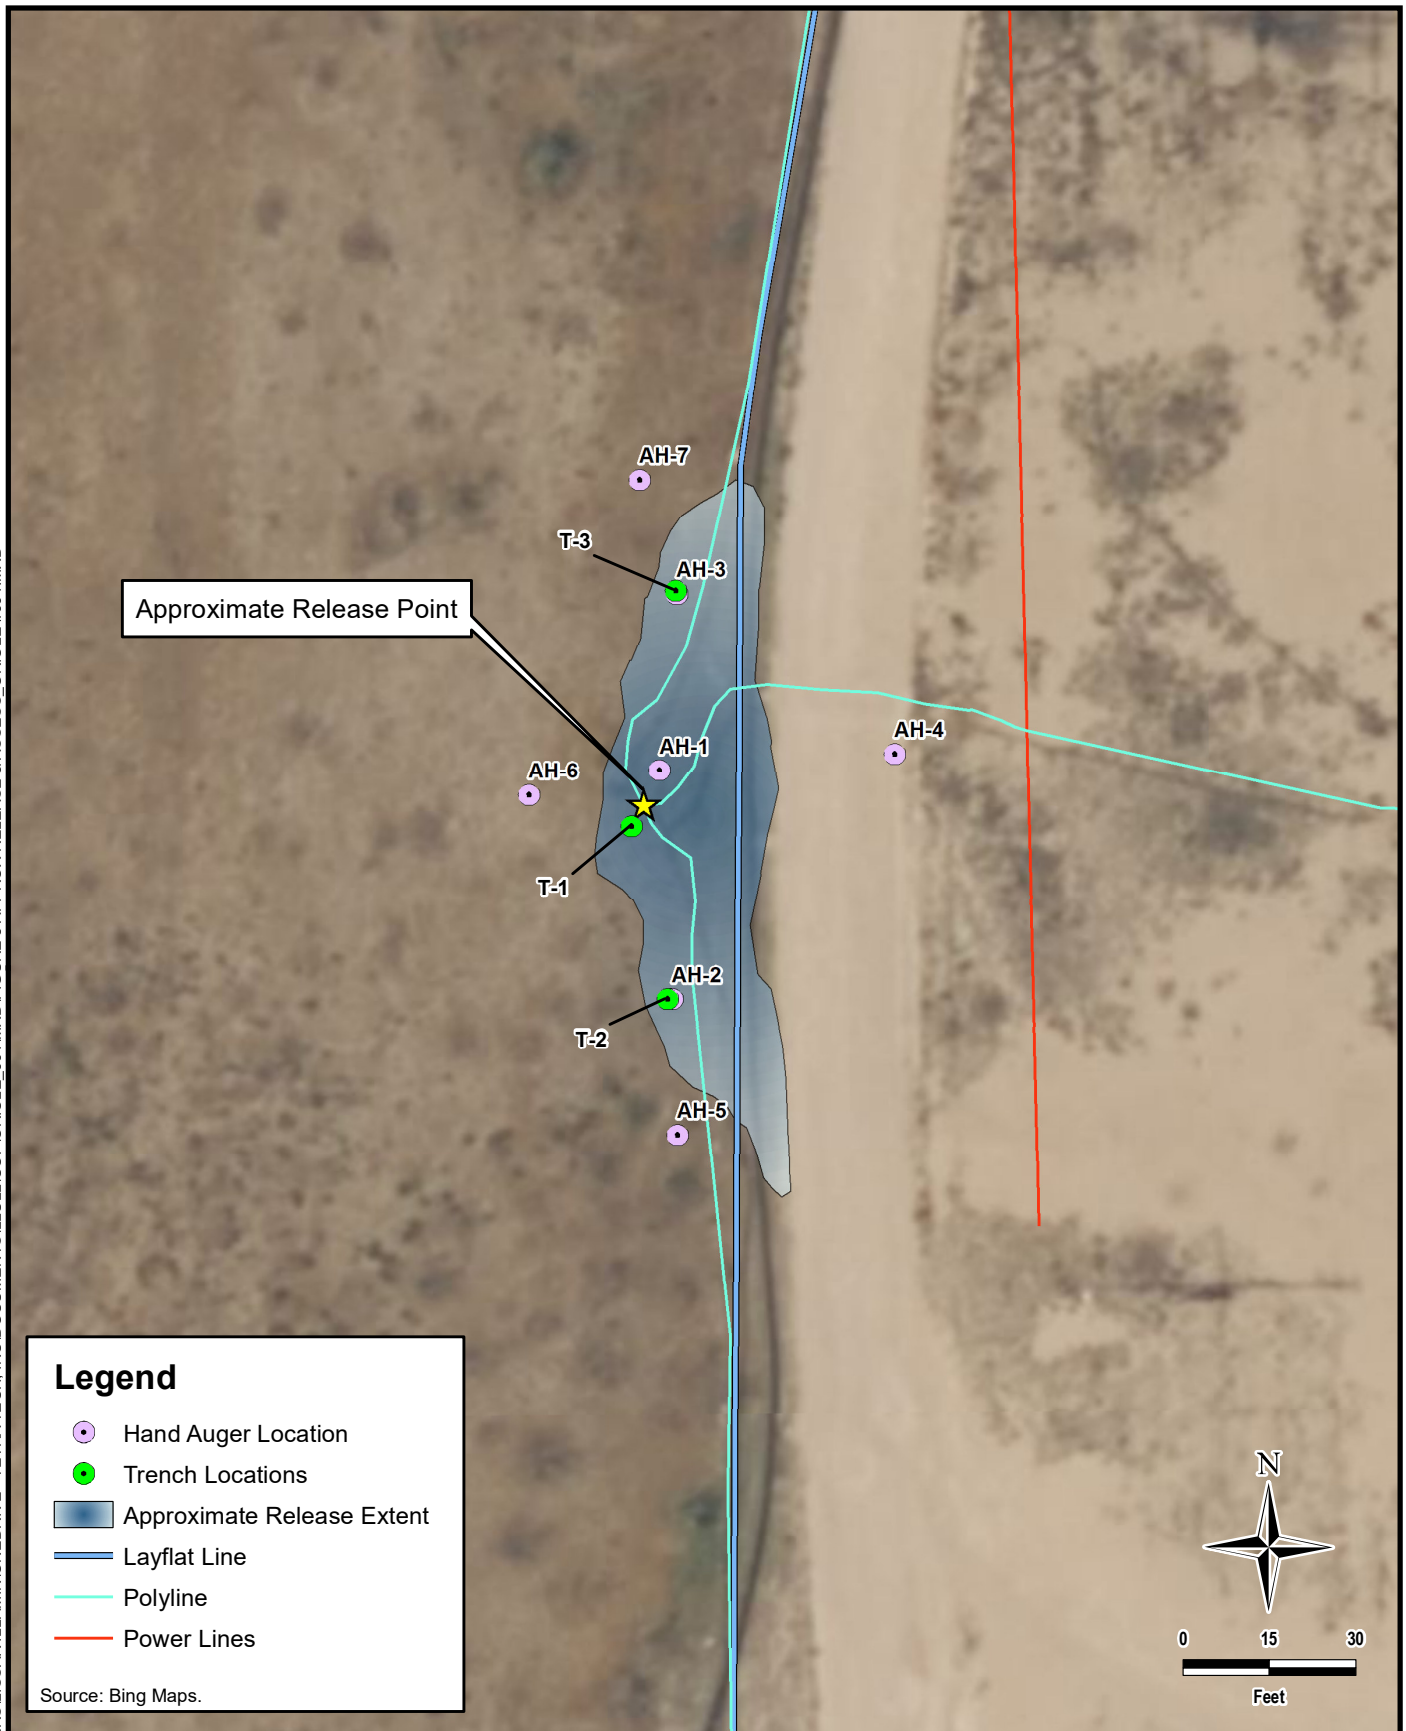 AH-7
T-3
AH-3
Approximate Release Point
AH-4
AH-1
AH-6
T-1
AH-2
T-2
AH-5
Legend
Hand Auger Location
Trench Locations
Approximate Release Extent
Layflat Line
Polyline
Power Lines
Source: Bing Maps.
N
0 15 30
Feet